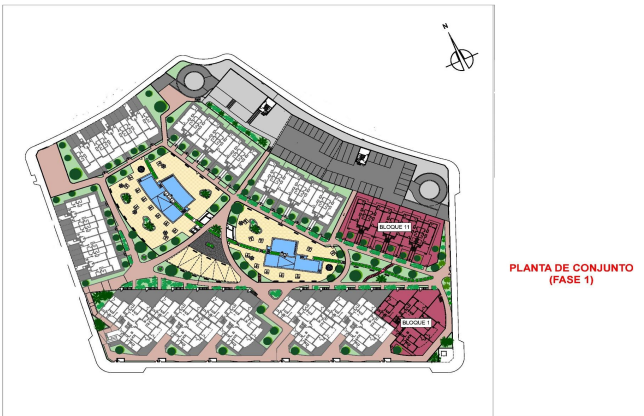 N
BLOQUE 11
PLANTA DE CONJUNTO
(FASE 1)
BLOQUE 1